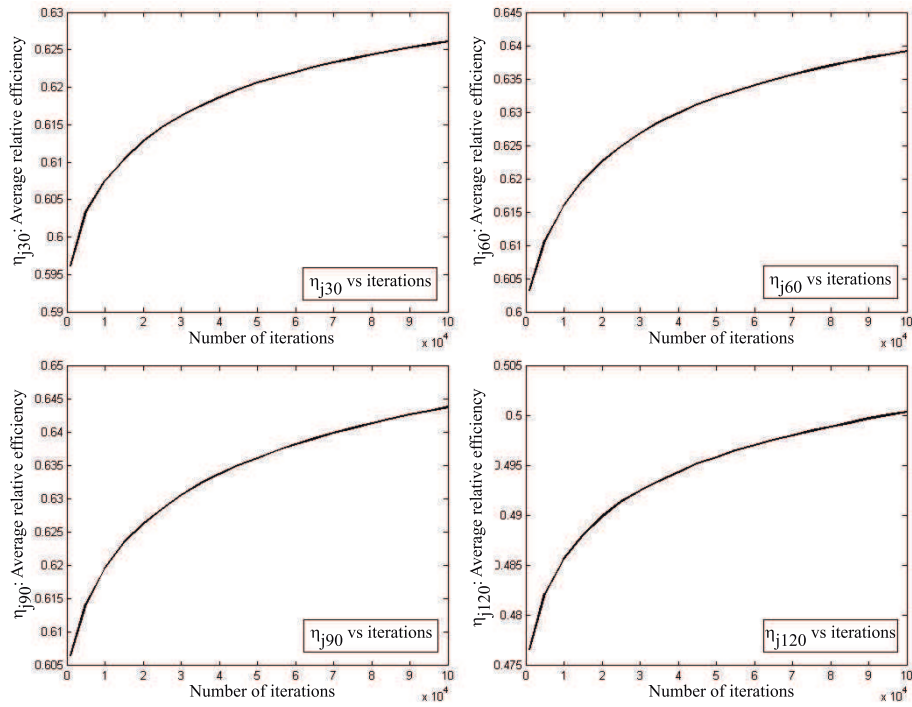 0.63
0.625
0.62
0.615
0.61
0.605
0.6
0.595
0.59
η_j30: Average relative efficiency
η_j30 vs iterations
0 1 2 3 4 5 6 7 8 9 10
Number of iterations
x 10^4
0.645
0.64
0.635
0.63
0.625
0.62
0.615
0.61
0.605
0.6
η_j60: Average relative efficiency
η_j60 vs iterations
0 1 2 3 4 5 6 7 8 9 10
Number of iterations
x 10^4
0.65
0.645
0.64
0.635
0.63
0.625
0.62
0.615
0.61
0.605
η_j90: Average relative efficiency
η_j90 vs iterations
0 1 2 3 4 5 6 7 8 9 10
Number of iterations
x 10^4
0.505
0.5
0.495
0.49
0.485
0.48
0.475
η_j120: Average relative efficiency
η_j120 vs iterations
0 1 2 3 4 5 6 7 8 9 10
Number of iterations
x 10^4